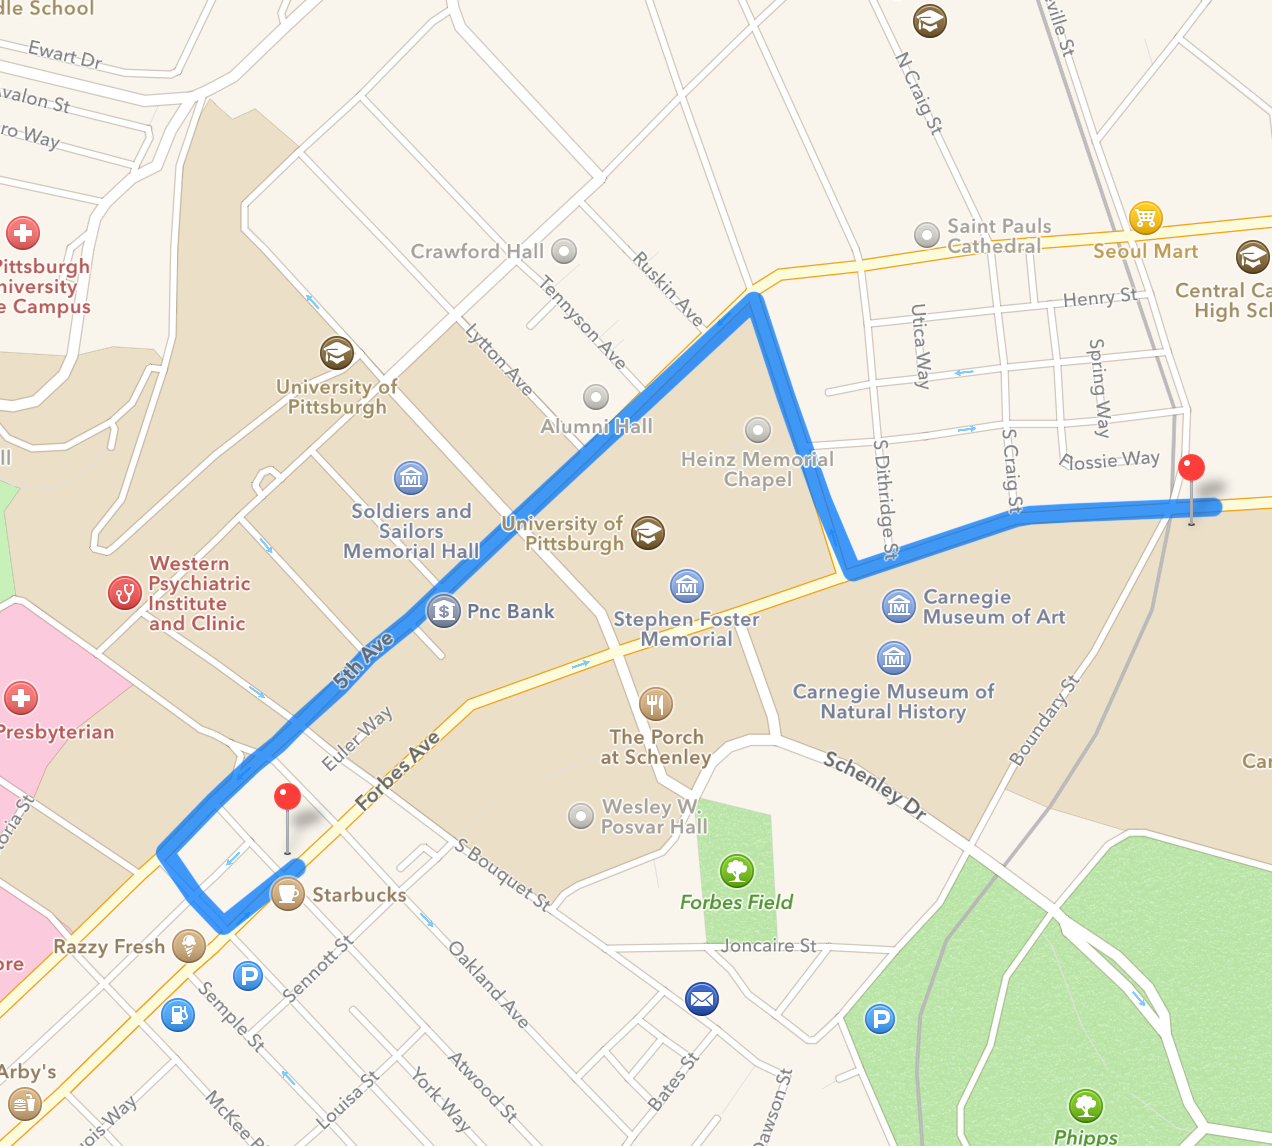 dle School
Ewart Dr
Avalon St
ro Way
N Craig St
eville St
Pittsburgh
niversity
e Campus
Crawford Hall
Ruskin Ave
Tennyson Ave
Lytton Ave
Saint Pauls
Cathedral
Seoul Mart
Central Ca
High Sch
Henry St
Utica Way
Spring Way
University of
Pittsburgh
Alumni Hall
Heinz Memorial
Chapel
S Dithridge St
S Craig St
Flossie Way
ll
Soldiers and
Sailors
Memorial Hall
University of
Pittsburgh
Western
Psychiatric
Institute
and Clinic
Pnc Bank
Stephen Foster
Memorial
Carnegie
Museum of Art
Carnegie Museum of
Natural History
5th Ave
Presbyterian
Euler Way
Forbes Ave
The Porch
at Schenley
Boundary St
Schenley Dr
Car
toria St
Wesley W.
Posvar Hall
S Bouquet St
Starbucks
Forbes Field
Razzy Fresh
Joncaire St
ore
Sennott St
Semple St
Oakland Ave
P
P
Arby's
Atwood St
York Way
Louisa St
Bates St
Dawson St
McKee P
ois Way
Phipps